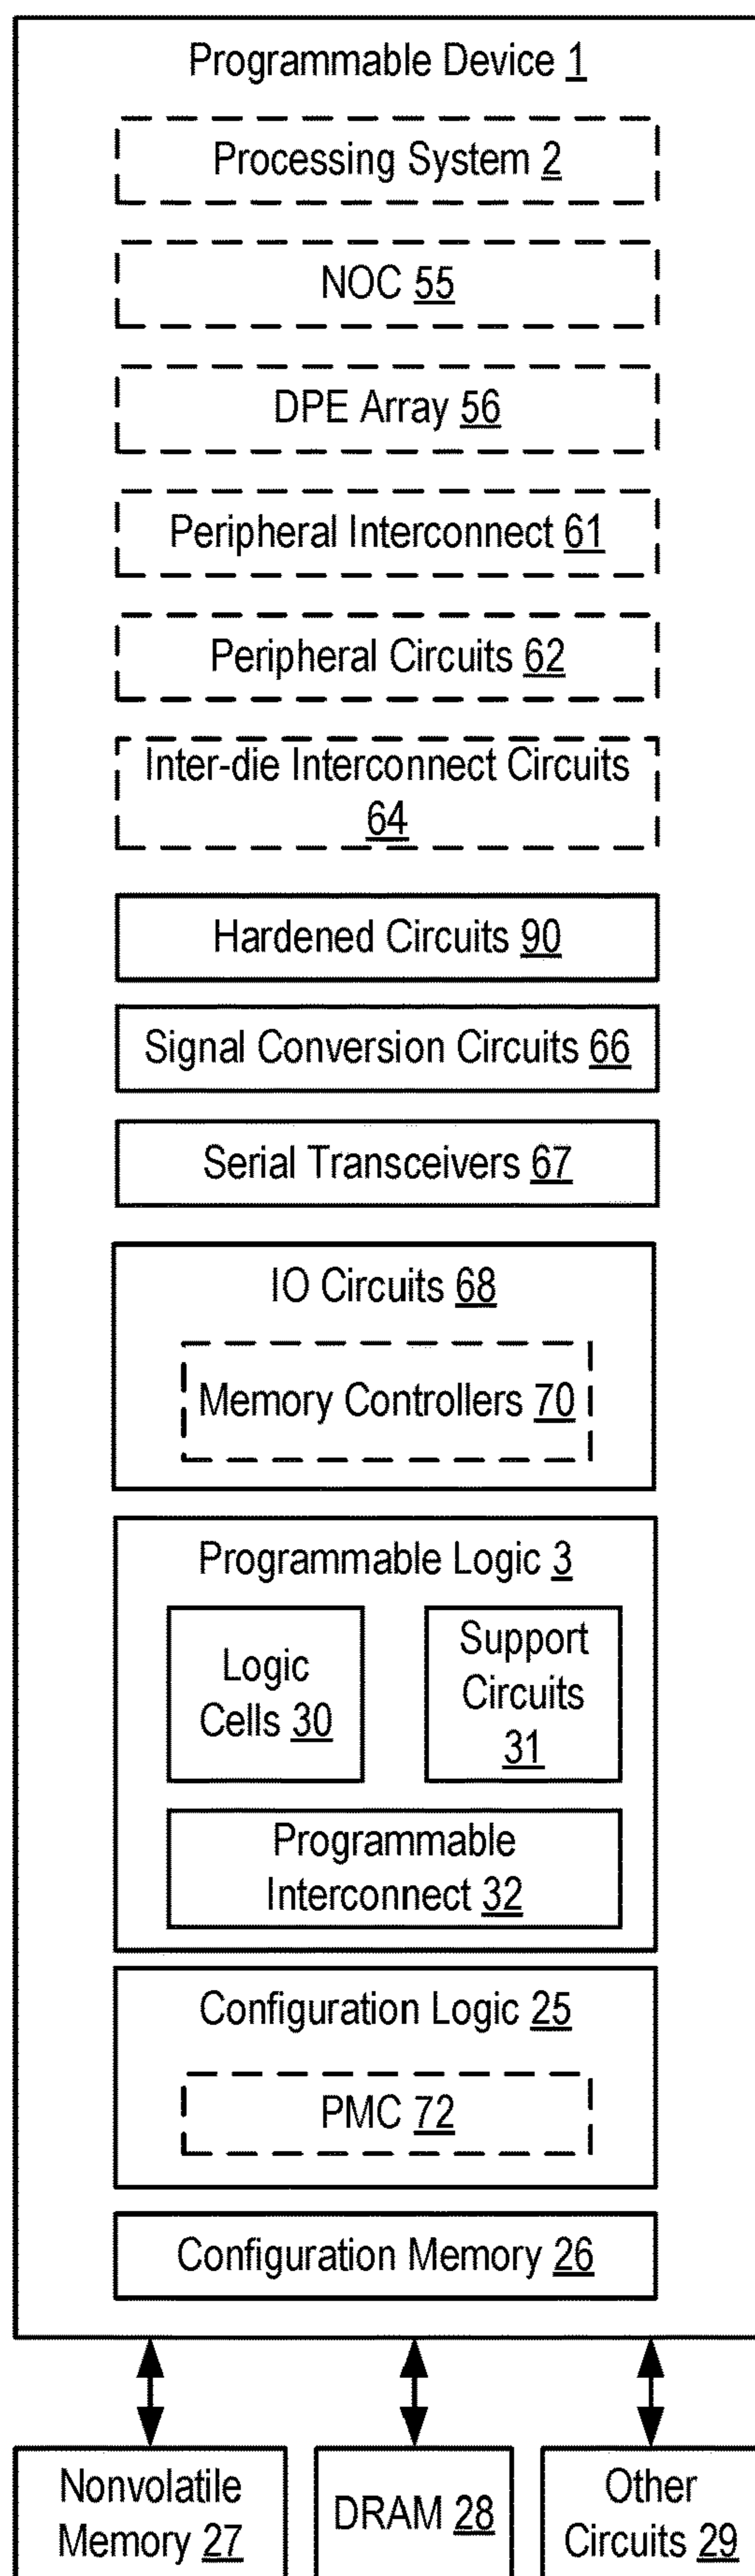 Programmable Device 1
Processing System 2
NOC 55
DPE Array 56
Peripheral Interconnect 61
Peripheral Circuits 62
Inter-die Interconnect Circuits
64
Hardened Circuits 90
Signal Conversion Circuits 66
Serial Transceivers 67
IO Circuits 68
Memory Controllers 70
Programmable Logic 3
Logic
Cells 30
Support
Circuits
31
Programmable
Interconnect 32
Configuration Logic 25
PMC 72
Configuration Memory 26
Nonvolatile
Memory 27
DRAM 28
Other
Circuits 29